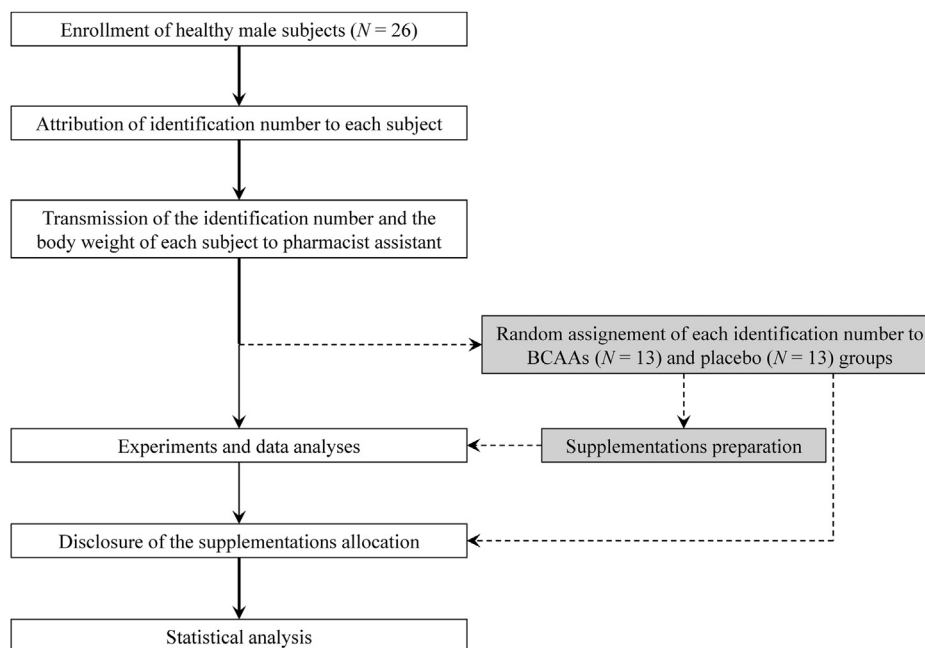 Enrollment of healthy male subjects (N = 26)
Attribution of identification number to each subject
Transmission of the identification number and the
body weight of each subject to pharmacist assistant
Random assignement of each identification number to
BCAAs (N = 13) and placebo (N = 13) groups
Experiments and data analyses
Supplementations preparation
Disclosure of the supplementations allocation
Statistical analysis